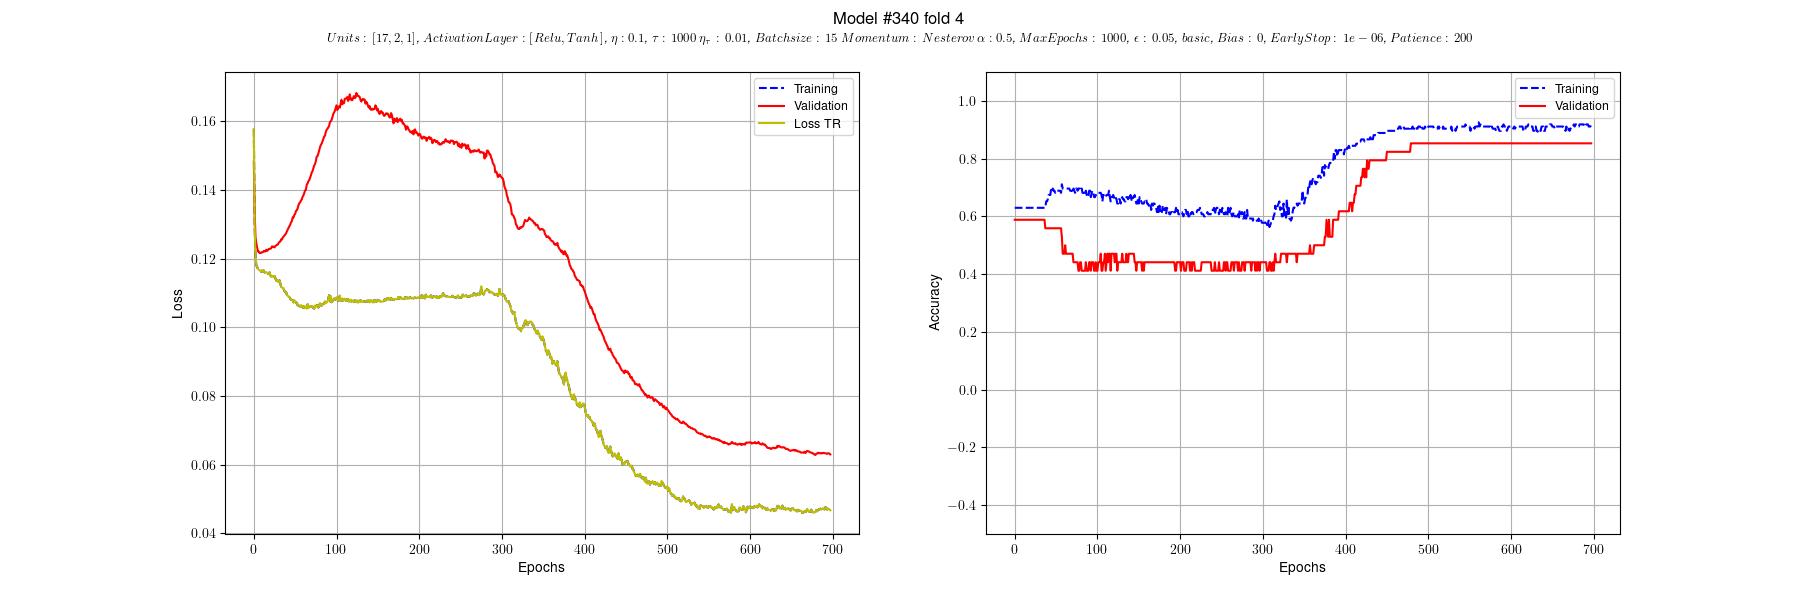 Model #340 fold 4
Units : [17, 2, 1], ActivationLayer : [Relu, Tanh], η : 0.1, τ : 1000 η_τ : 0.01, Batchsize : 15 Momentum : Nesterov α : 0.5, MaxEpochs : 1000, ϵ : 0.05, basic, Bias : 0, EarlyStop : 1e − 06, Patience : 200
Training
Validation
Loss TR
0.16
0.14
0.12
0.10
0.08
0.06
0.04
Loss
0
100
200
300
400
500
600
700
Epochs
Training
Validation
1.0
0.8
0.6
0.4
0.2
0.0
−0.2
−0.4
Accuracy
0
100
200
300
400
500
600
700
Epochs